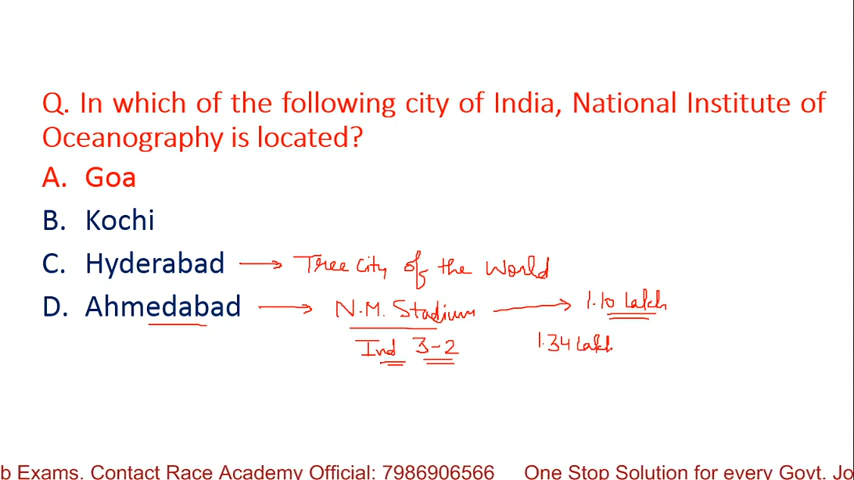 Q. In which of the following city of India, National Institute of
Oceanography is located?
A. Goa
B. Kochi
C. Hyderabad → Tree City of the World
D. Ahmedabad → N.M. Stadium → 1.10 Lakh
Ind 3-2 1.34 Lakh
b Exams. Contact Race Academy Official: 7986906566 One Stop Solution for every Govt. Jo